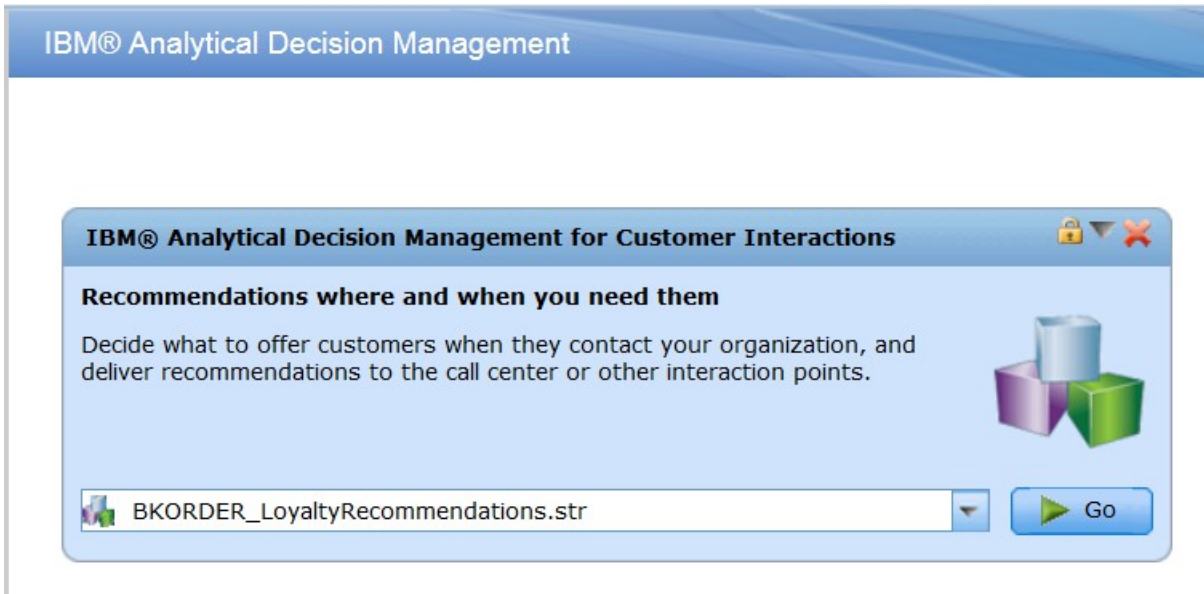 IBM® Analytical Decision Management
IBM® Analytical Decision Management for Customer Interactions
Recommendations where and when you need them
Decide what to offer customers when they contact your organization, and
deliver recommendations to the call center or other interaction points.
BKORDER_LoyaltyRecommendations.str
Go